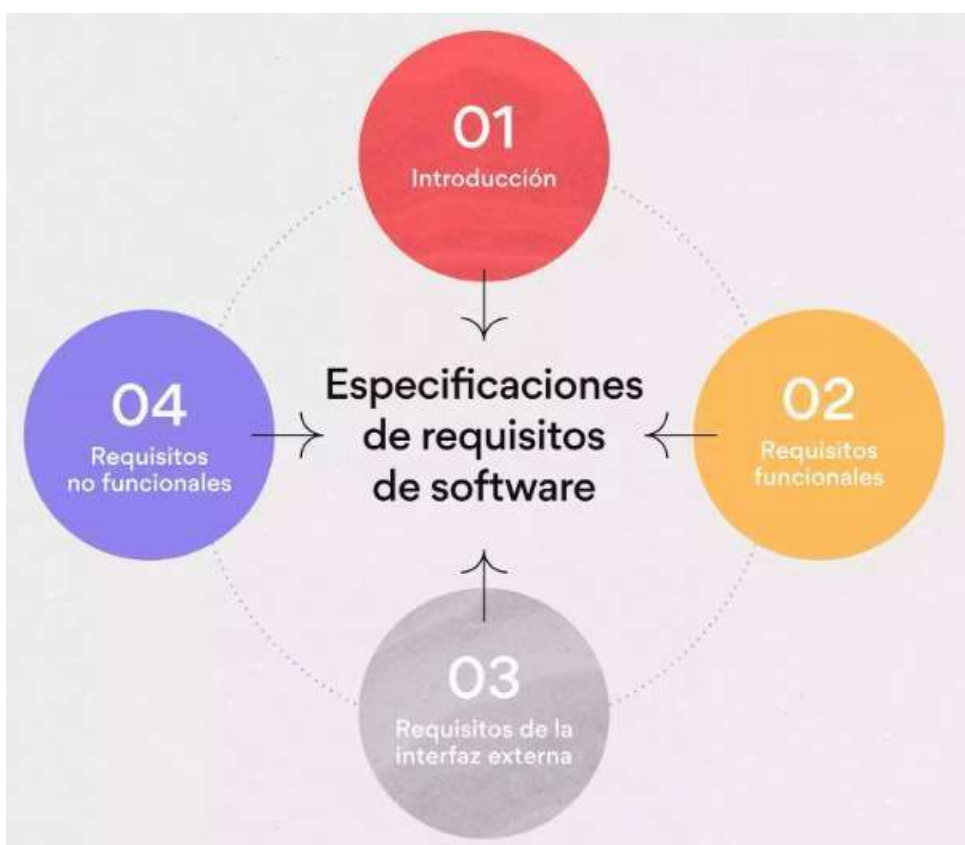 01
Introducción
Especificaciones
de requisitos
de software
02
Requisitos
funcionales
03
Requisitos de la
interfaz externa
04
Requisitos
no funcionales